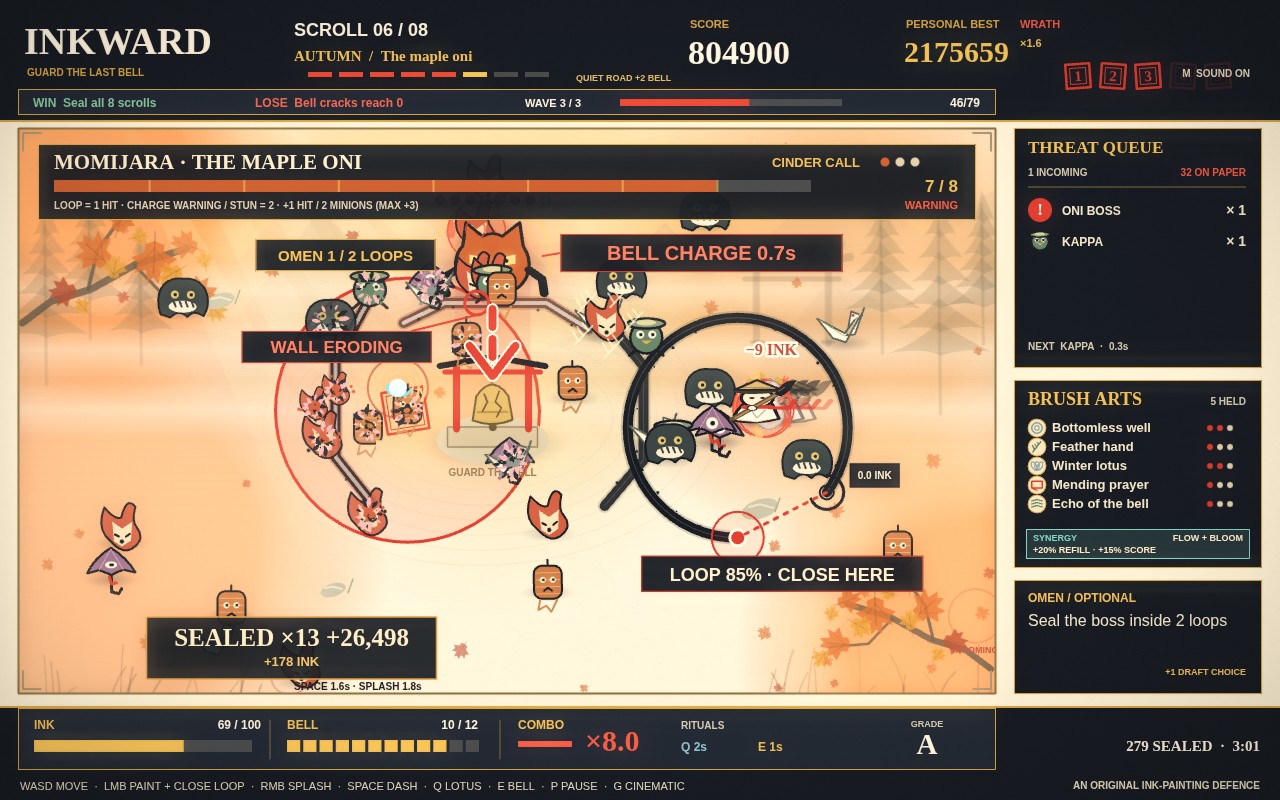 INKWARD
GUARD THE LAST BELL
SCROLL 06 / 08
AUTUMN / The maple oni
QUIET ROAD +2 BELL
SCORE
804900
PERSONAL BEST
2175659
WRATH
×1.6
1 2 3
M SOUND ON
WIN Seal all 8 scrolls
LOSE Bell cracks reach 0
WAVE 3 / 3
46/79
MOMIJARA · THE MAPLE ONI
CINDER CALL
7 / 8
LOOP = 1 HIT · CHARGE WARNING / STUN = 2 · +1 HIT / 2 MINIONS (MAX +3)
WARNING
OMEN 1 / 2 LOOPS
BELL CHARGE 0.7s
WALL ERODING
−9 INK
GUARD THE BELL
0.0 INK
LOOP 85% · CLOSE HERE
SEALED ×13 +26,498
+178 INK
SPACE 1.6s · SPLASH 1.8s
THREAT QUEUE
1 INCOMING
32 ON PAPER
! ONI BOSS × 1
KAPPA × 1
NEXT KAPPA · 0.3s
BRUSH ARTS
5 HELD
Bottomless well
Feather hand
Winter lotus
Mending prayer
Echo of the bell
SYNERGY
FLOW + BLOOM
+20% REFILL · +15% SCORE
OMEN / OPTIONAL
Seal the boss inside 2 loops
+1 DRAFT CHOICE
INK
69 / 100
BELL
10 / 12
COMBO
×8.0
RITUALS
Q 2s
E 1s
GRADE
A
279 SEALED · 3:01
WASD MOVE · LMB PAINT + CLOSE LOOP · RMB SPLASH · SPACE DASH · Q LOTUS · E BELL · P PAUSE · G CINEMATIC
AN ORIGINAL INK-PAINTING DEFENCE